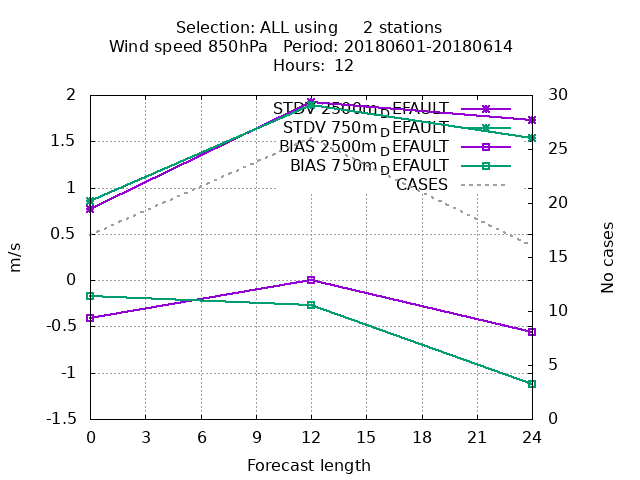 Selection: ALL using 2 stations
Wind speed 850hPa Period: 20180601-20180614
Hours: 12
2
1.5
1
0.5
0
-0.5
-1
-1.5
30
25
20
15
10
5
0
STDV 2500m_DEFAULT
STDV 750m_DEFAULT
BIAS 2500m_DEFAULT
BIAS 750m_DEFAULT
CASES
m/s
No cases
0 3 6 9 12 15 18 21 24
Forecast length